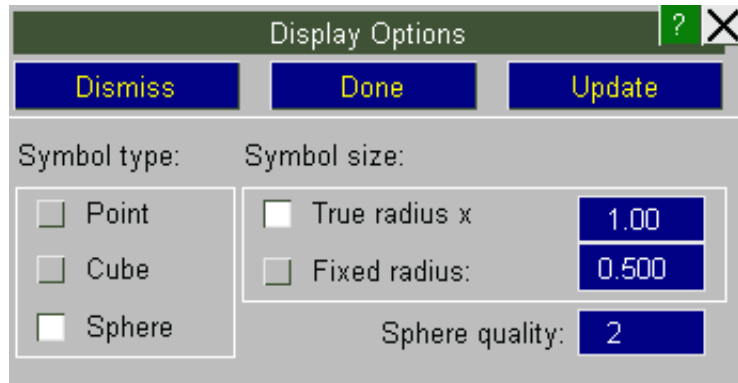 Display Options ? X
Dismiss Done Update
Symbol type: Symbol size:
Point True radius x 1.00
Cube Fixed radius: 0.500
Sphere Sphere quality: 2